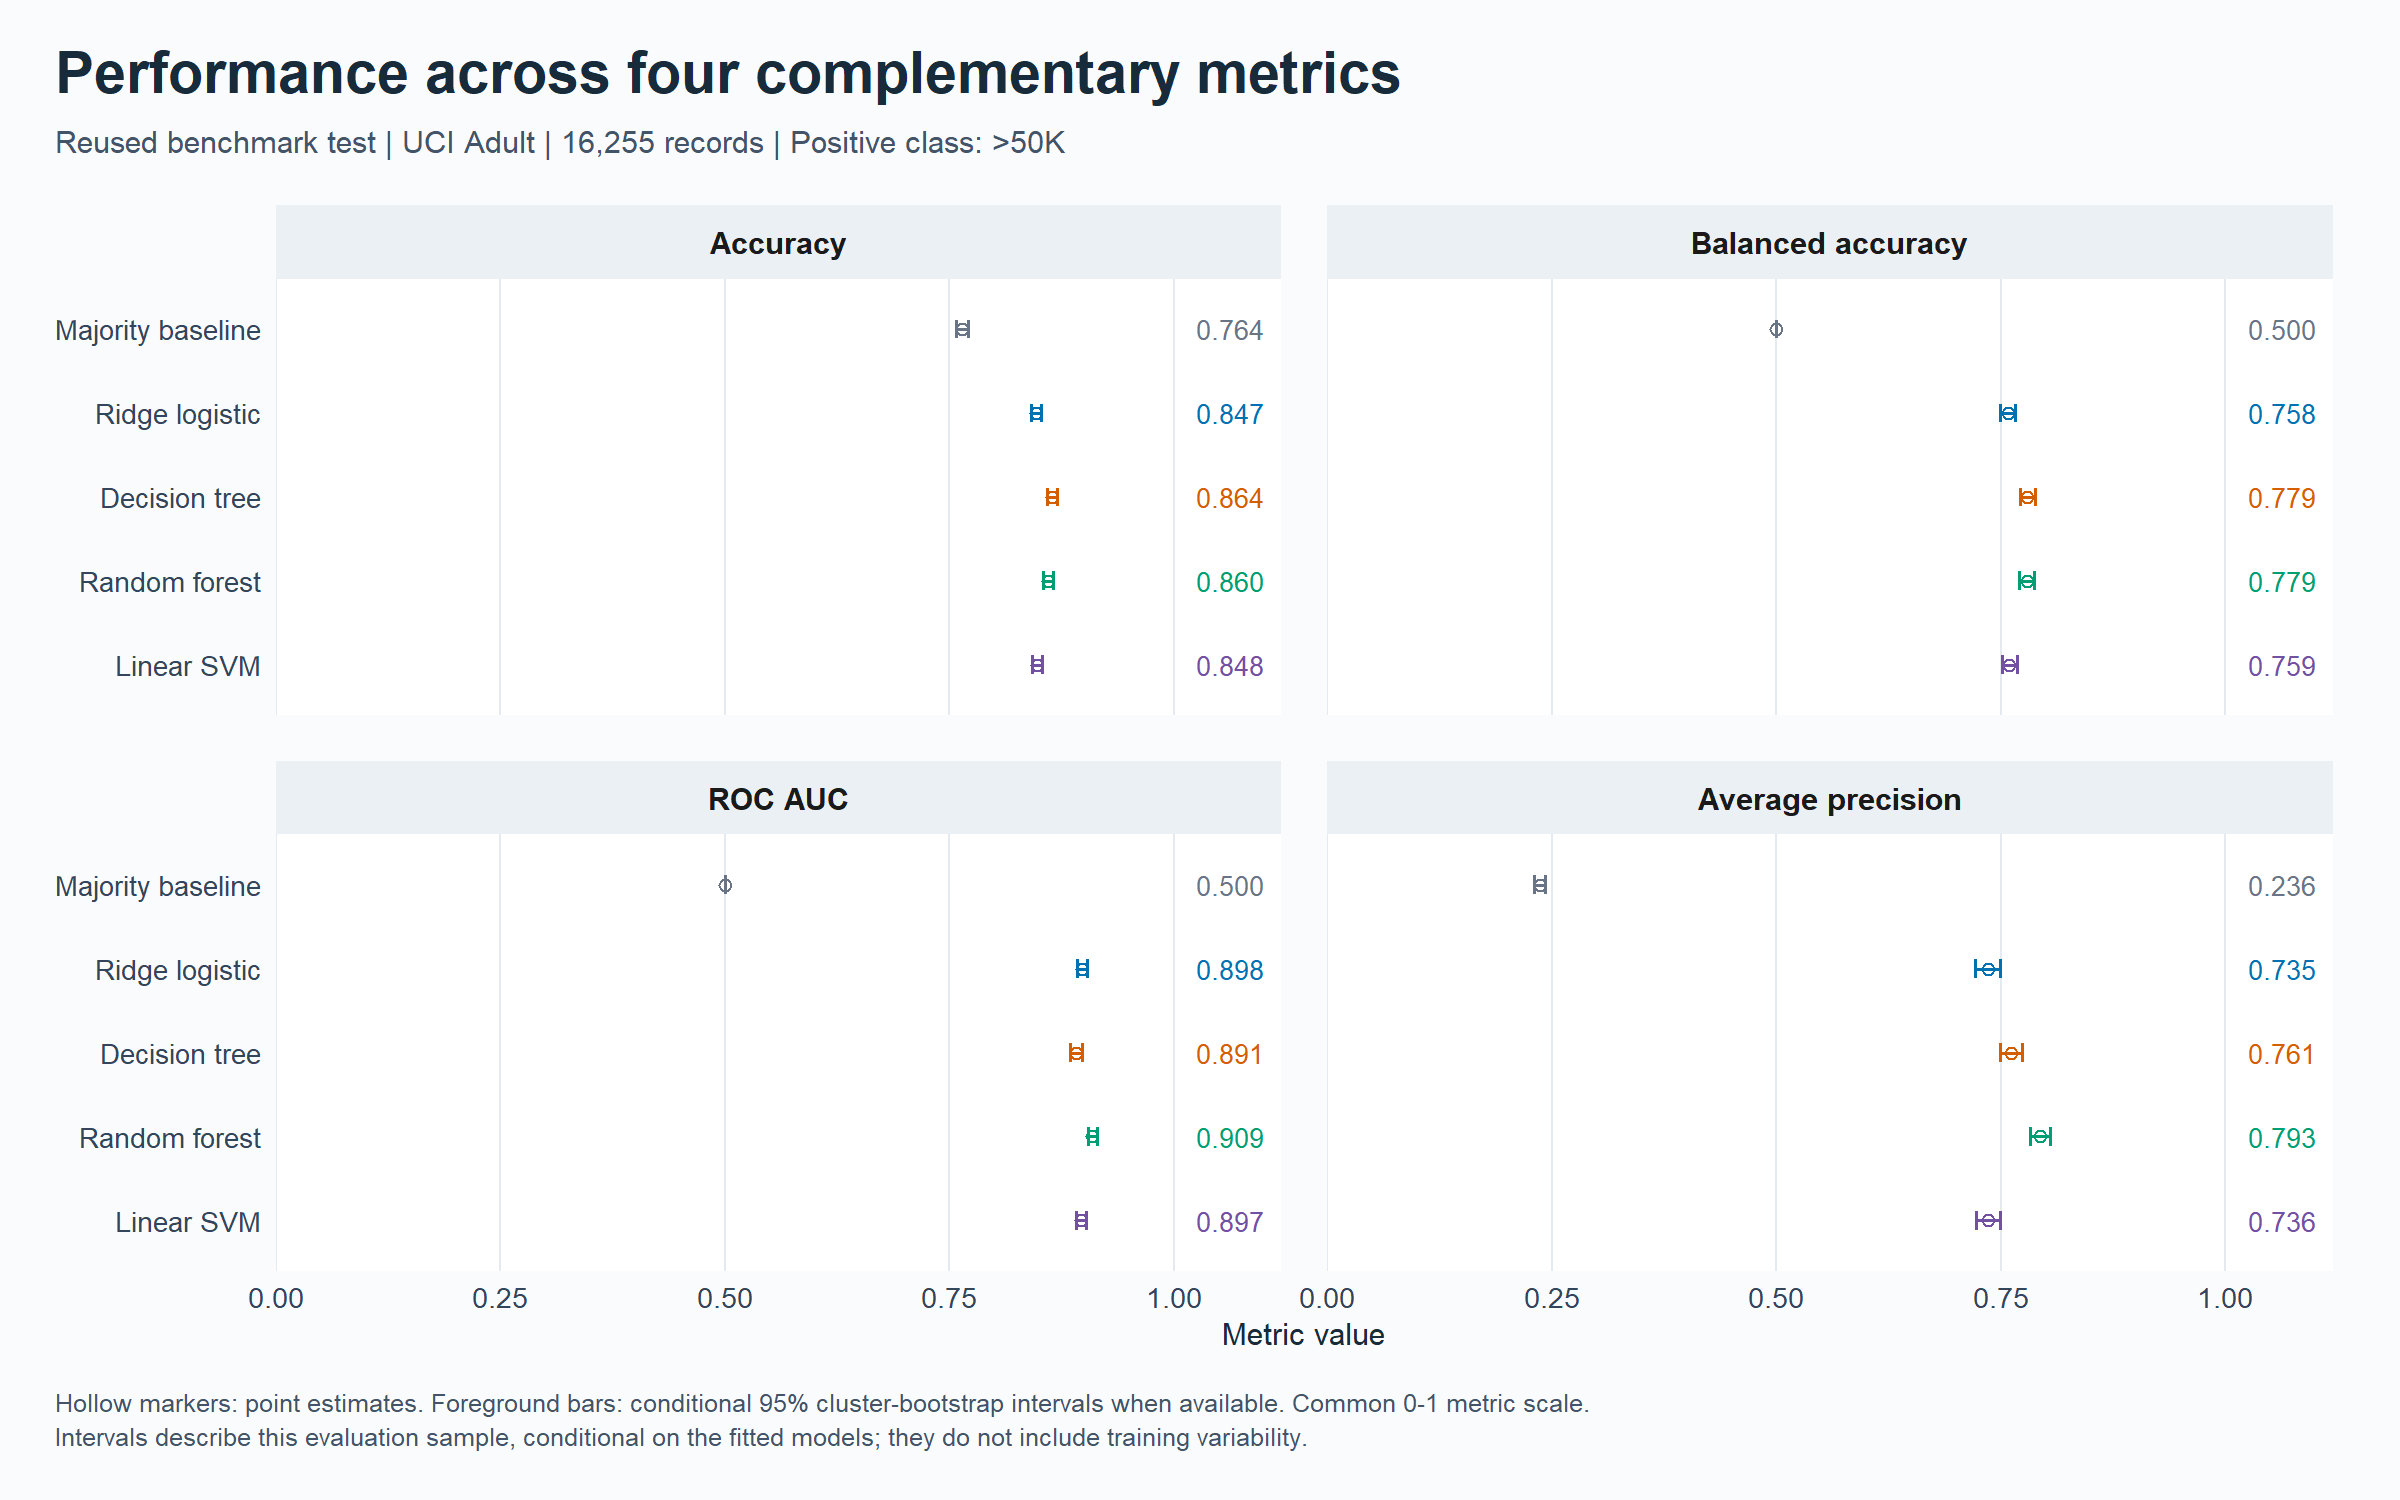 Performance across four complementary metrics
Reused benchmark test | UCI Adult | 16,255 records | Positive class: >50K
Accuracy
Majority baseline 0.764
Ridge logistic 0.847
Decision tree 0.864
Random forest 0.860
Linear SVM 0.848
Balanced accuracy
0.500
0.758
0.779
0.779
0.759
ROC AUC
Majority baseline 0.500
Ridge logistic 0.898
Decision tree 0.891
Random forest 0.909
Linear SVM 0.897
0.00 0.25 0.50 0.75 1.00
Average precision
0.236
0.735
0.761
0.793
0.736
0.00 0.25 0.50 0.75 1.00
Metric value
Hollow markers: point estimates. Foreground bars: conditional 95% cluster-bootstrap intervals when available. Common 0-1 metric scale.
Intervals describe this evaluation sample, conditional on the fitted models; they do not include training variability.